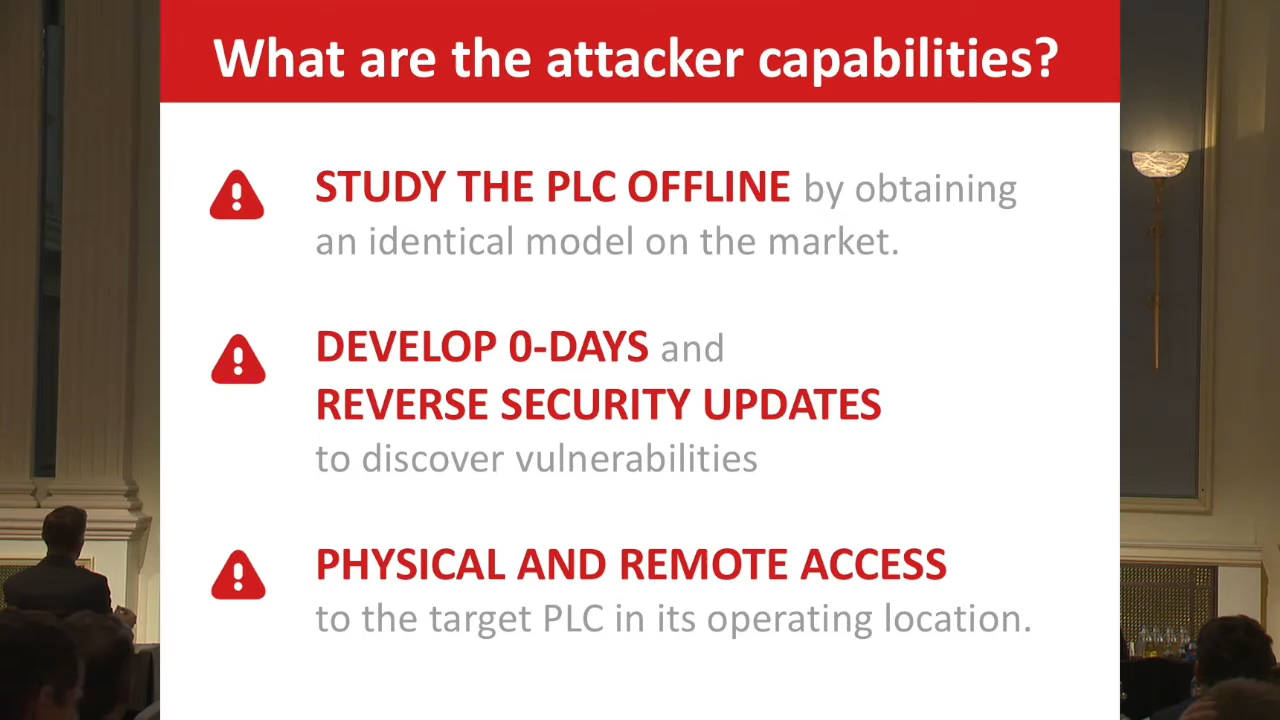 What are the attacker capabilities?
STUDY THE PLC OFFLINE by obtaining
an identical model on the market.
DEVELOP 0-DAYS and
REVERSE SECURITY UPDATES
to discover vulnerabilities
PHYSICAL AND REMOTE ACCESS
to the target PLC in its operating location.